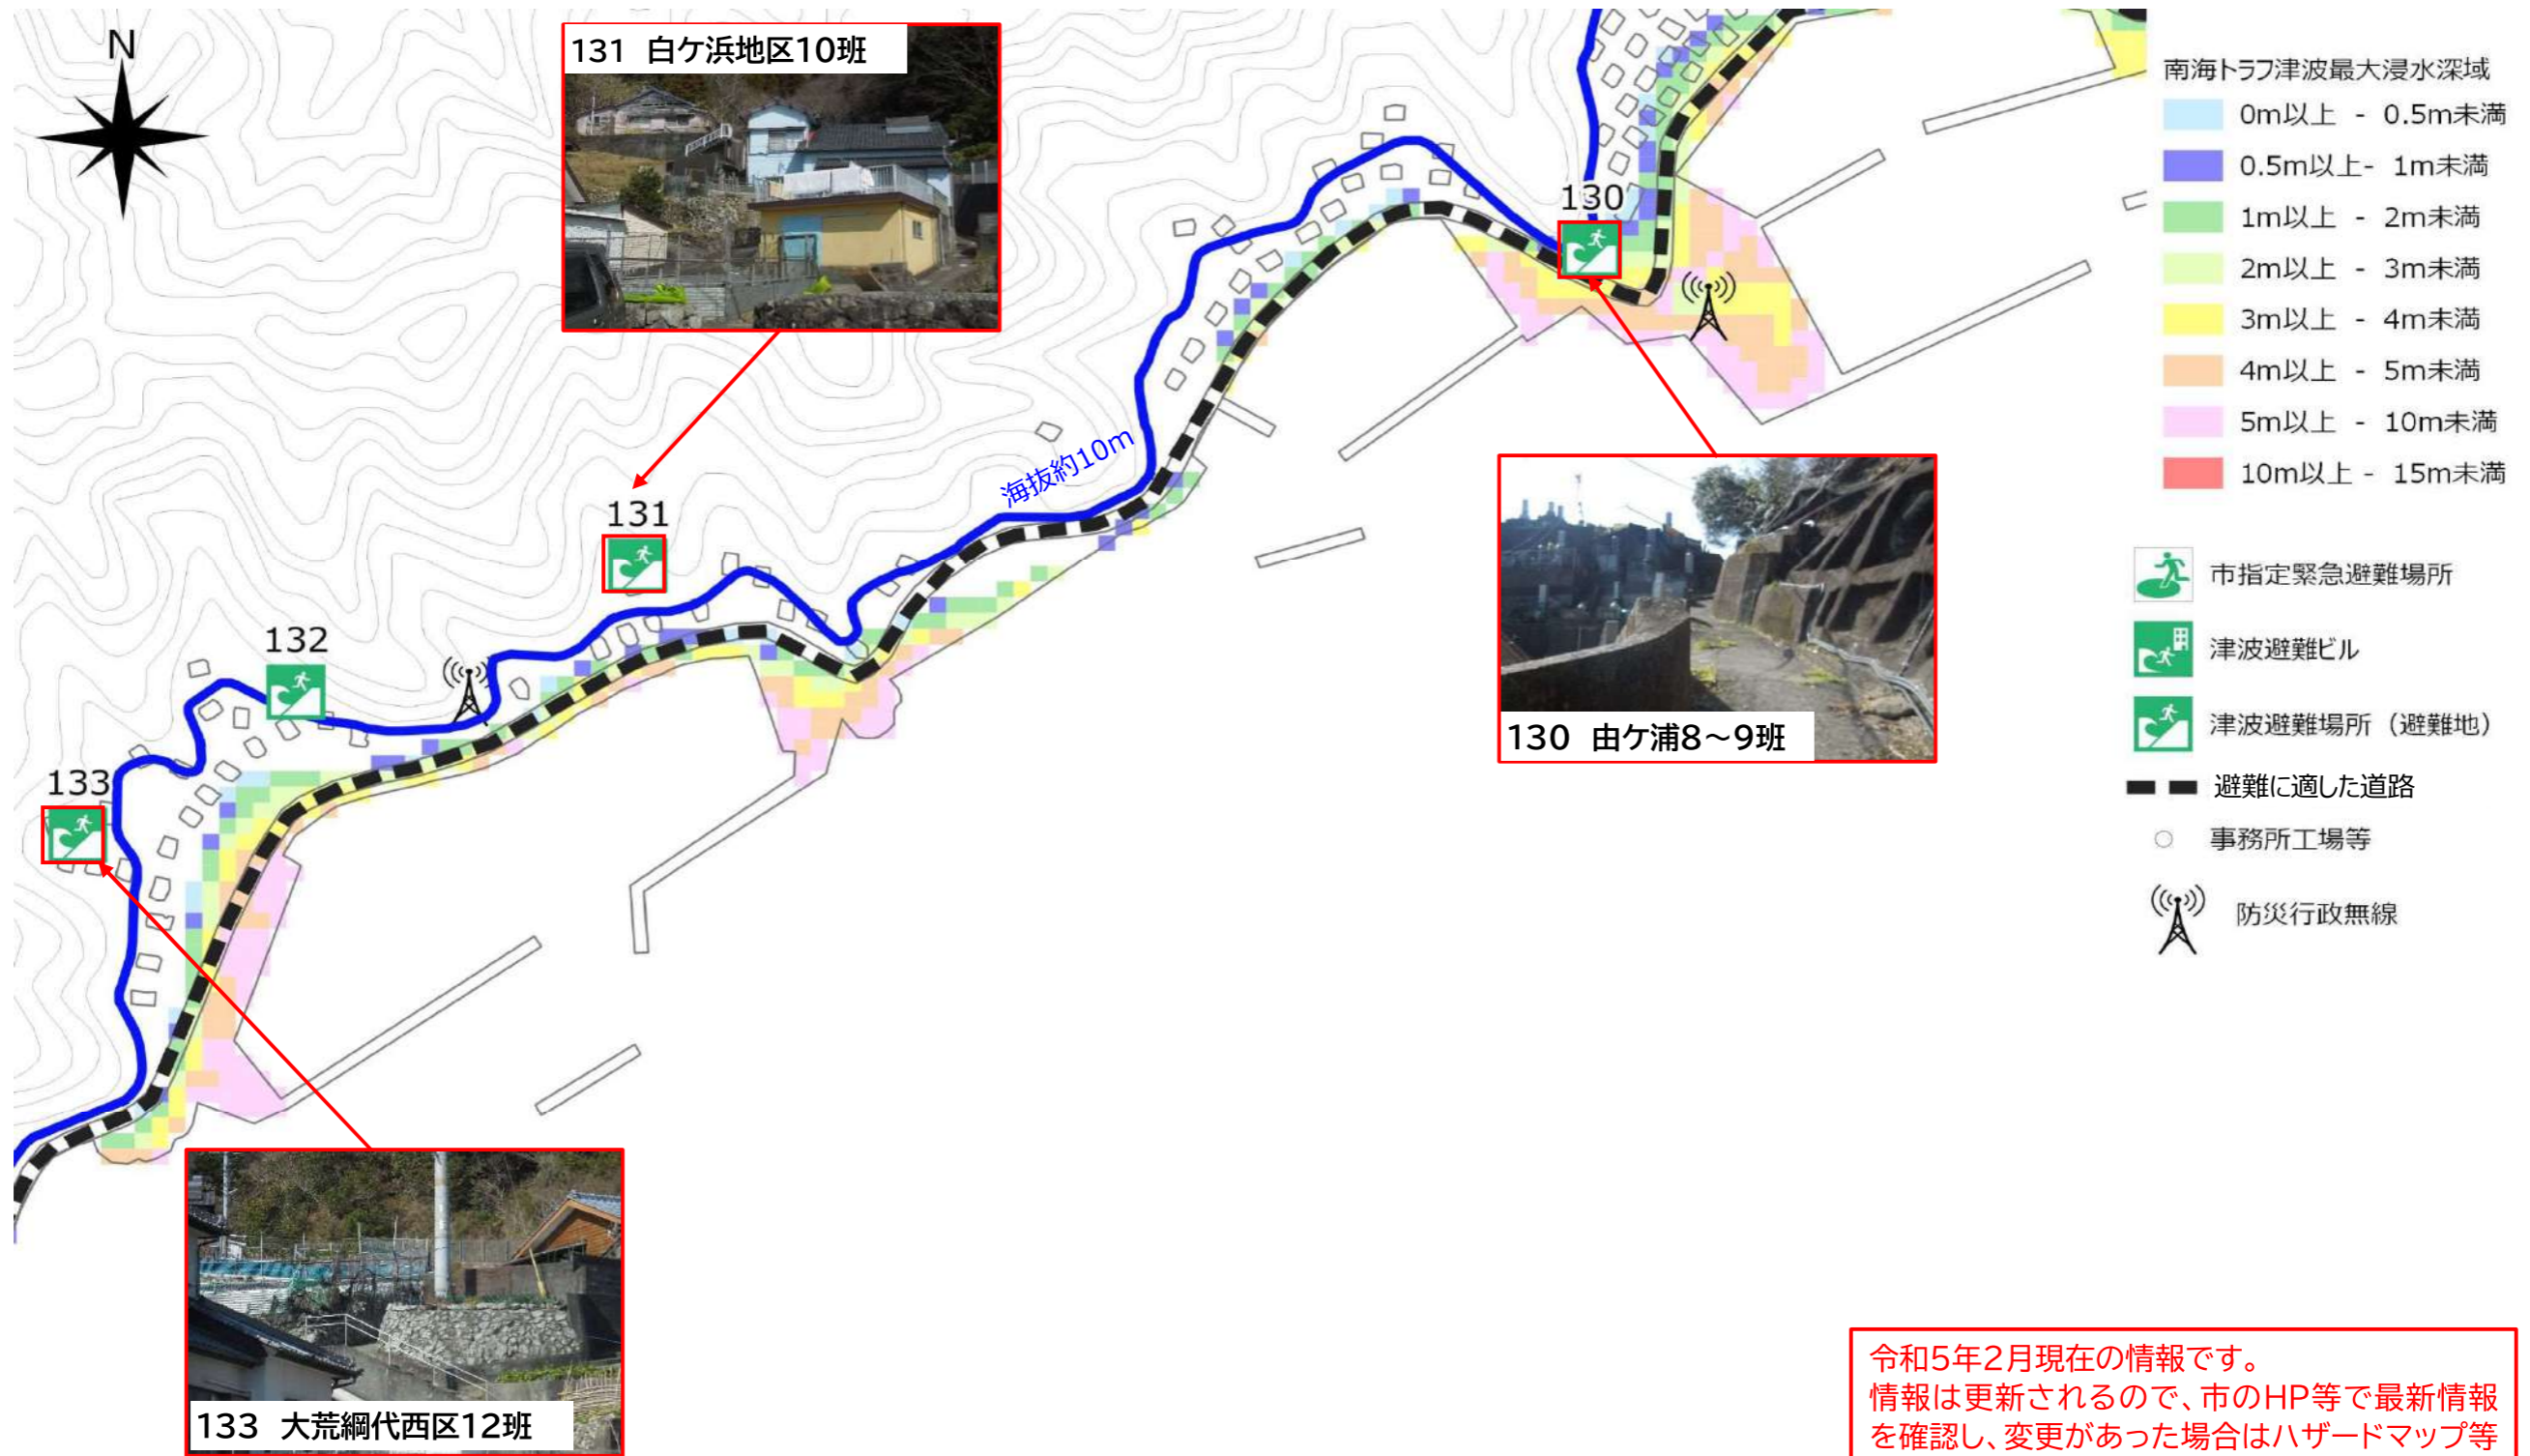 N
131 白ケ浜地区10班
130
海抜約10m
131
132
133
130 由ケ浦8～9班
133 大荒綱代西区12班
南海トラフ津波最大浸水深域
0m以上 - 0.5m未満
0.5m以上- 1m未満
1m以上 - 2m未満
2m以上 - 3m未満
3m以上 - 4m未満
4m以上 - 5m未満
5m以上 - 10m未満
10m以上 - 15m未満
市指定緊急避難場所
津波避難ビル
津波避難場所（避難地）
避難に適した道路
事務所工場等
防災行政無線
令和5年2月現在の情報です。
情報は更新されるので、市のHP等で最新情報
を確認し、変更があった場合はハザードマップ等